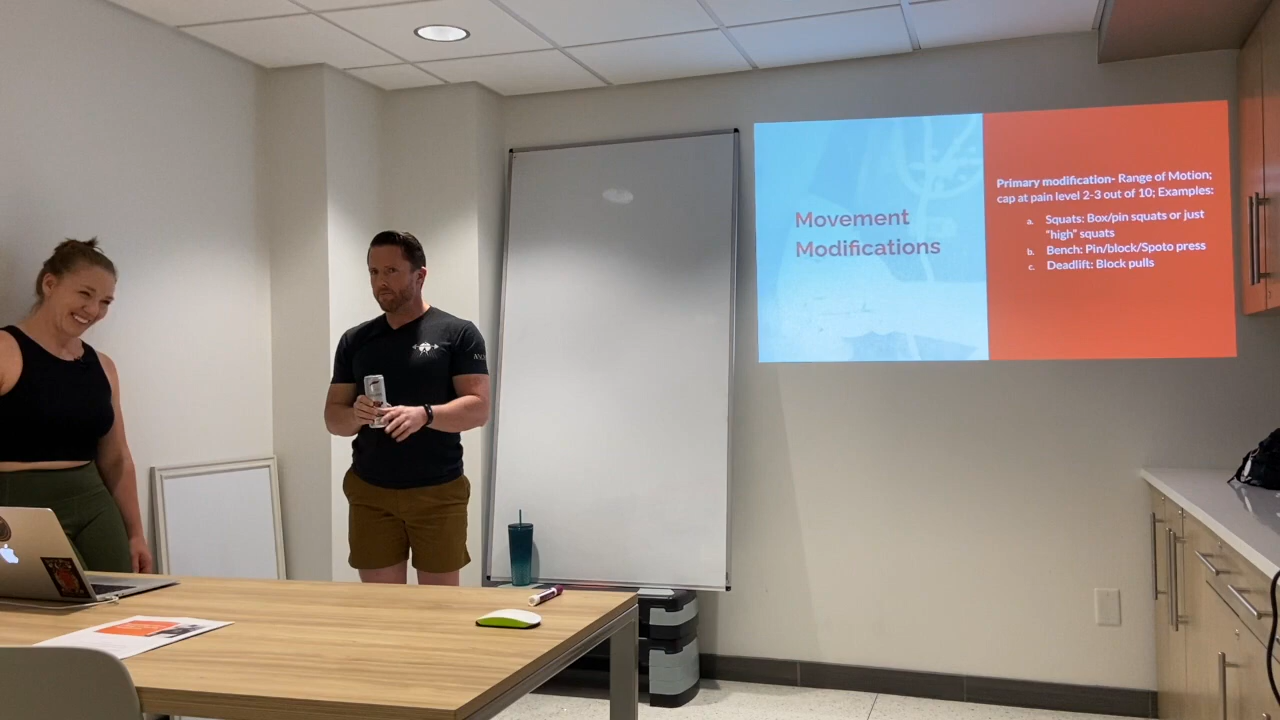 Movement
Modifications
Primary modification- Range of Motion;
cap at pain level 2-3 out of 10; Examples:
a. Squats: Box/pin squats or just
"high" squats
b. Bench: Pin/block/Spoto press
c. Deadlift: Block pulls